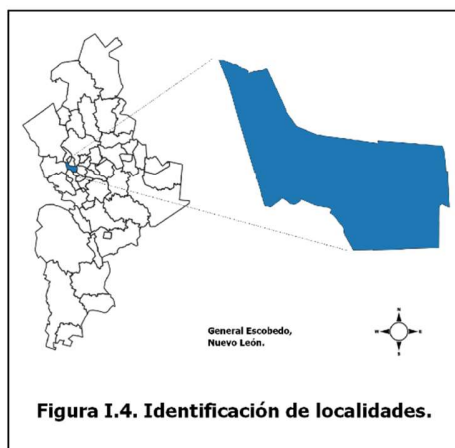 N
W
E
S
General Escobedo,
Nuevo León.
Figura I.4. Identificación de localidades.